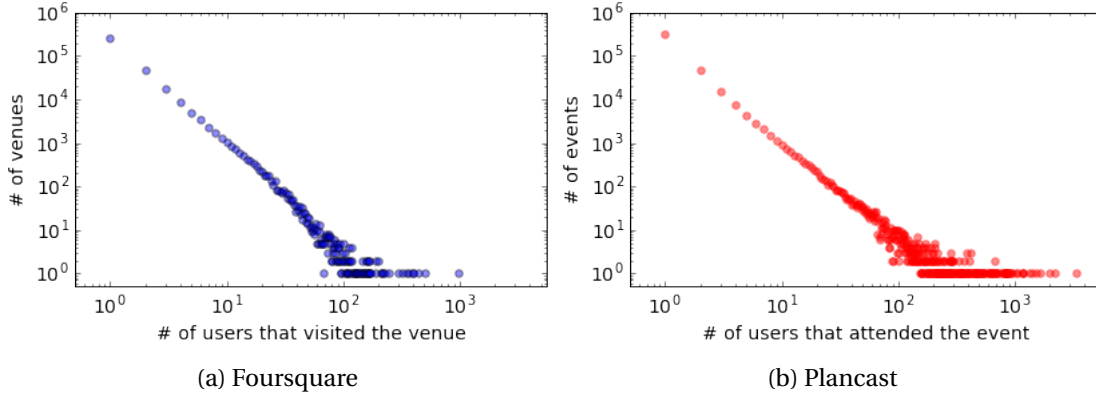 # of venues
10^6
10^5
10^4
10^3
10^2
10^1
10^0
10^0 10^1 10^2 10^3
# of users that visited the venue
(a) Foursquare
# of events
10^6
10^5
10^4
10^3
10^2
10^1
10^0
10^0 10^1 10^2 10^3
# of users that attended the event
(b) Plancast